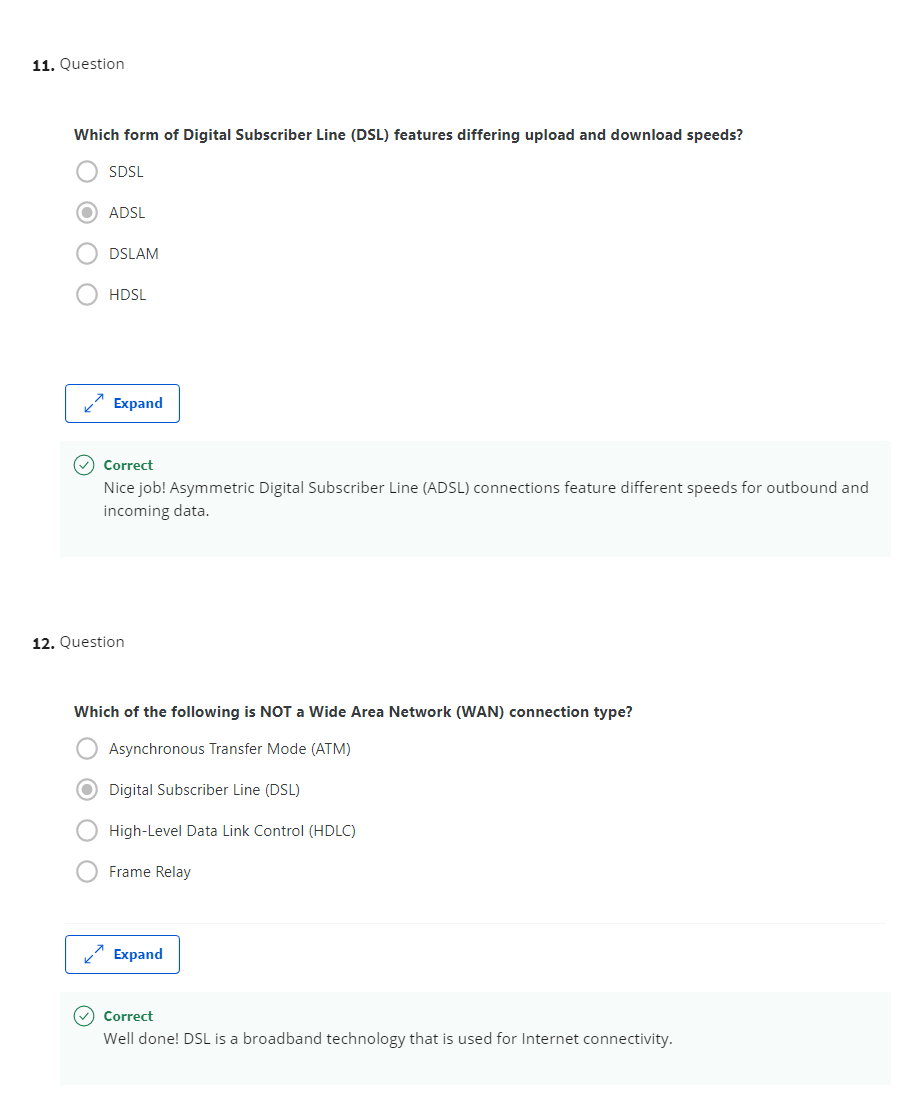 11. Question
Which form of Digital Subscriber Line (DSL) features differing upload and download speeds?
SDSL
ADSL
DSLAM
HDSL
Expand
Correct
Nice job! Asymmetric Digital Subscriber Line (ADSL) connections feature different speeds for outbound and
incoming data.
12. Question
Which of the following is NOT a Wide Area Network (WAN) connection type?
Asynchronous Transfer Mode (ATM)
Digital Subscriber Line (DSL)
High-Level Data Link Control (HDLC)
Frame Relay
Expand
Correct
Well done! DSL is a broadband technology that is used for Internet connectivity.